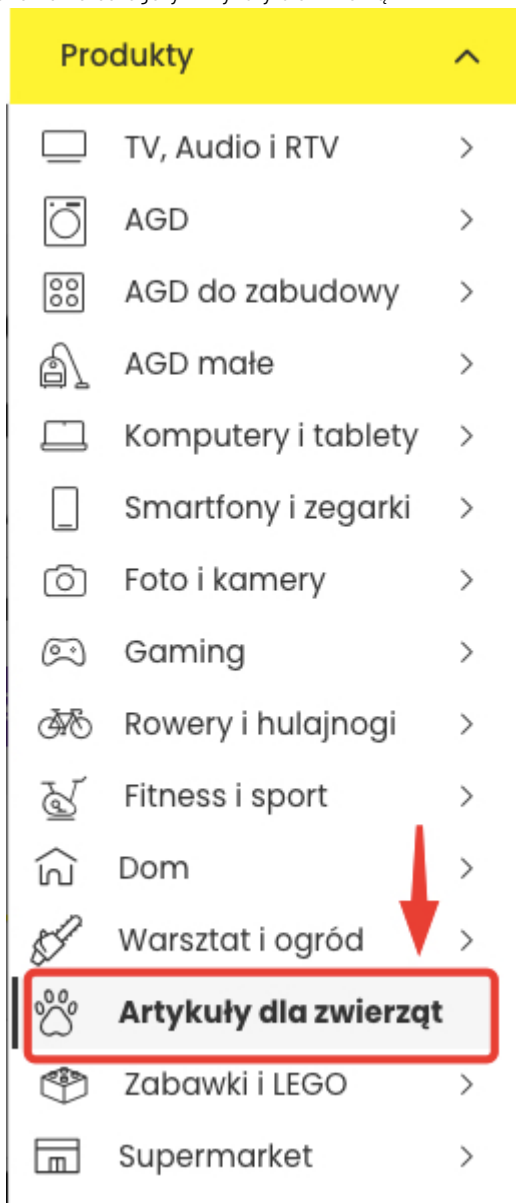 Produkty
TV, Audio i RTV
AGD
AGD do zabudowy
AGD małe
Komputery i tablety
Smartfony i zegarki
Foto i kamery
Gaming
Rowery i hulajnogi
Fitness i sport
Dom
Warsztat i ogród
Artykuły dla zwierząt
Zabawki i LEGO
Supermarket